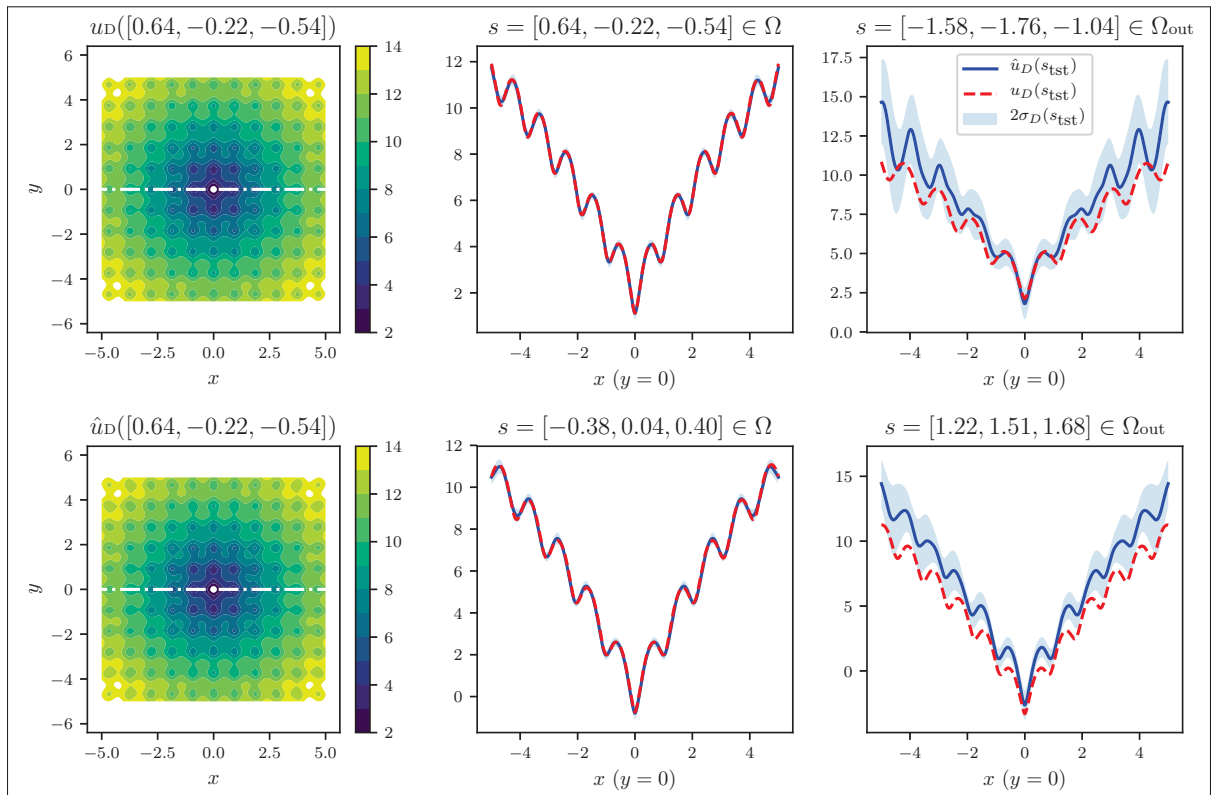 u_D([0.64, −0.22, −0.54])
6
4
2
0
−2
−4
−6
y
−5.0 −2.5 0.0 2.5 5.0
x
14
12
10
8
6
4
2
s = [0.64, −0.22, −0.54] ∈ Ω
12
10
8
6
4
2
−4 −2 0 2 4
x (y = 0)
s = [−1.58, −1.76, −1.04] ∈ Ω_out
û_D(s_tst)
u_D(s_tst)
2σ_D(s_tst)
17.5
15.0
12.5
10.0
7.5
5.0
2.5
0.0
−4 −2 0 2 4
x (y = 0)
û_D([0.64, −0.22, −0.54])
6
4
2
0
−2
−4
−6
y
−5.0 −2.5 0.0 2.5 5.0
x
14
12
10
8
6
4
2
s = [−0.38, 0.04, 0.40] ∈ Ω
12
10
8
6
4
2
0
−4 −2 0 2 4
x (y = 0)
s = [1.22, 1.51, 1.68] ∈ Ω_out
15
10
5
0
−4 −2 0 2 4
x (y = 0)